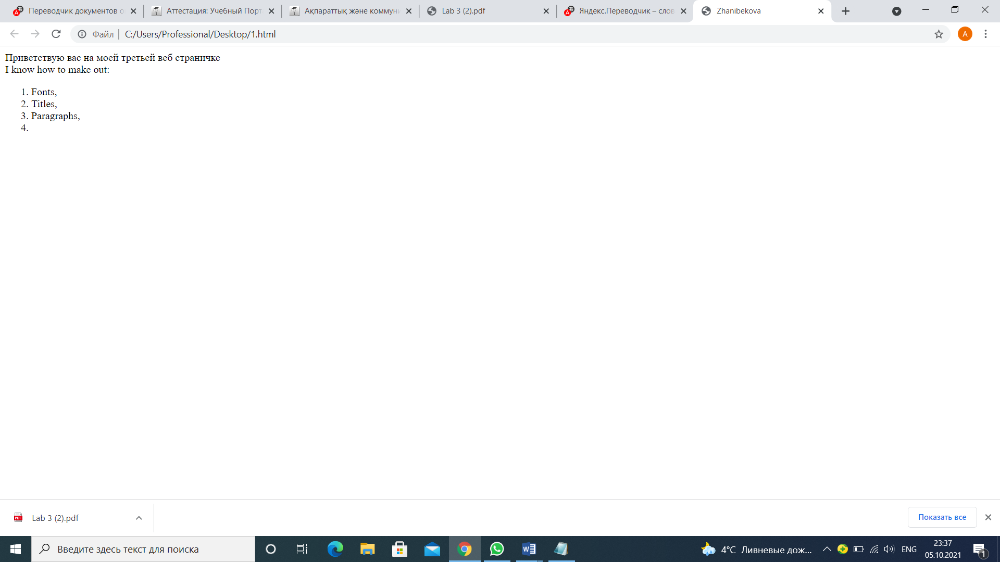 Переводчик документов о
Аттестация: Учебный Порт
Ақпараттық және коммуни
Lab 3 (2).pdf
Яндекс.Переводчик – слов
Zhanibekova
Файл
C:/Users/Professional/Desktop/1.html
A
Приветствую вас на моей третьей веб страничке
I know how to make out:
1. Fonts,
2. Titles,
3. Paragraphs,
4.
PDF
Lab 3 (2).pdf
Показать все
Введите здесь текст для поиска
4°C Ливневые дож...
ENG
23:37
05.10.2021
1